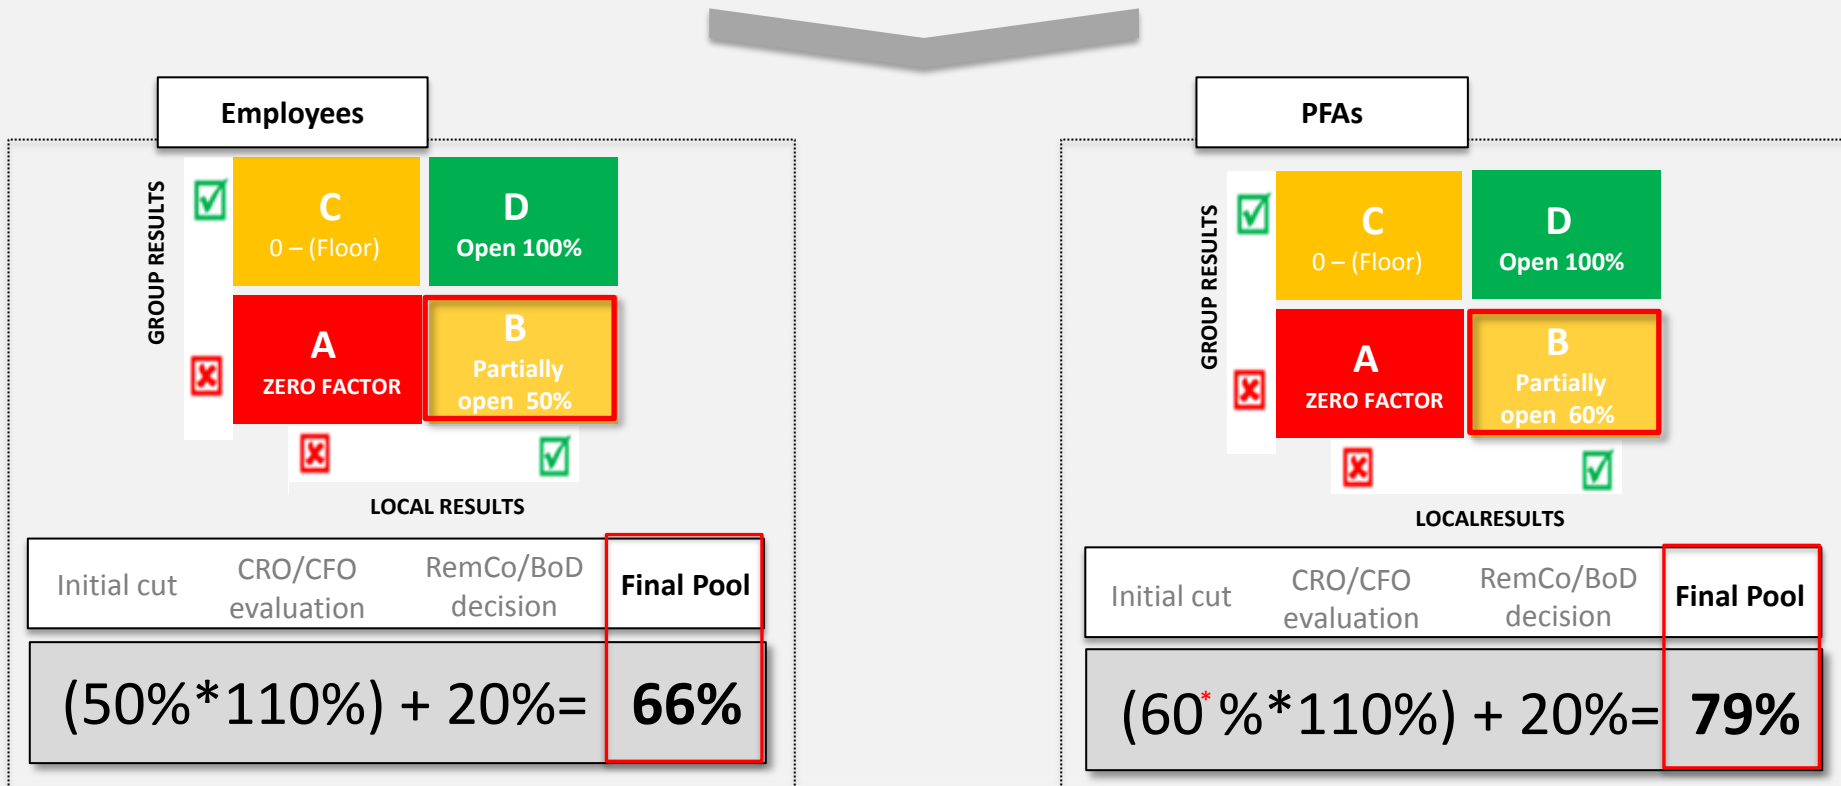 Employees
GROUP RESULTS
C
0 – (Floor)
D
Open 100%
A
ZERO FACTOR
B
Partially
open 50%
LOCAL RESULTS
Initial cut
CRO/CFO
evaluation
RemCo/BoD
decision
Final Pool
(50%*110%) + 20%= 66%
PFAs
GROUP RESULTS
C
0 – (Floor)
D
Open 100%
A
ZERO FACTOR
B
Partially
open 60%
LOCALRESULTS
Initial cut
CRO/CFO
evaluation
RemCo/BoD
decision
Final Pool
(60*%*110%) + 20%= 79%